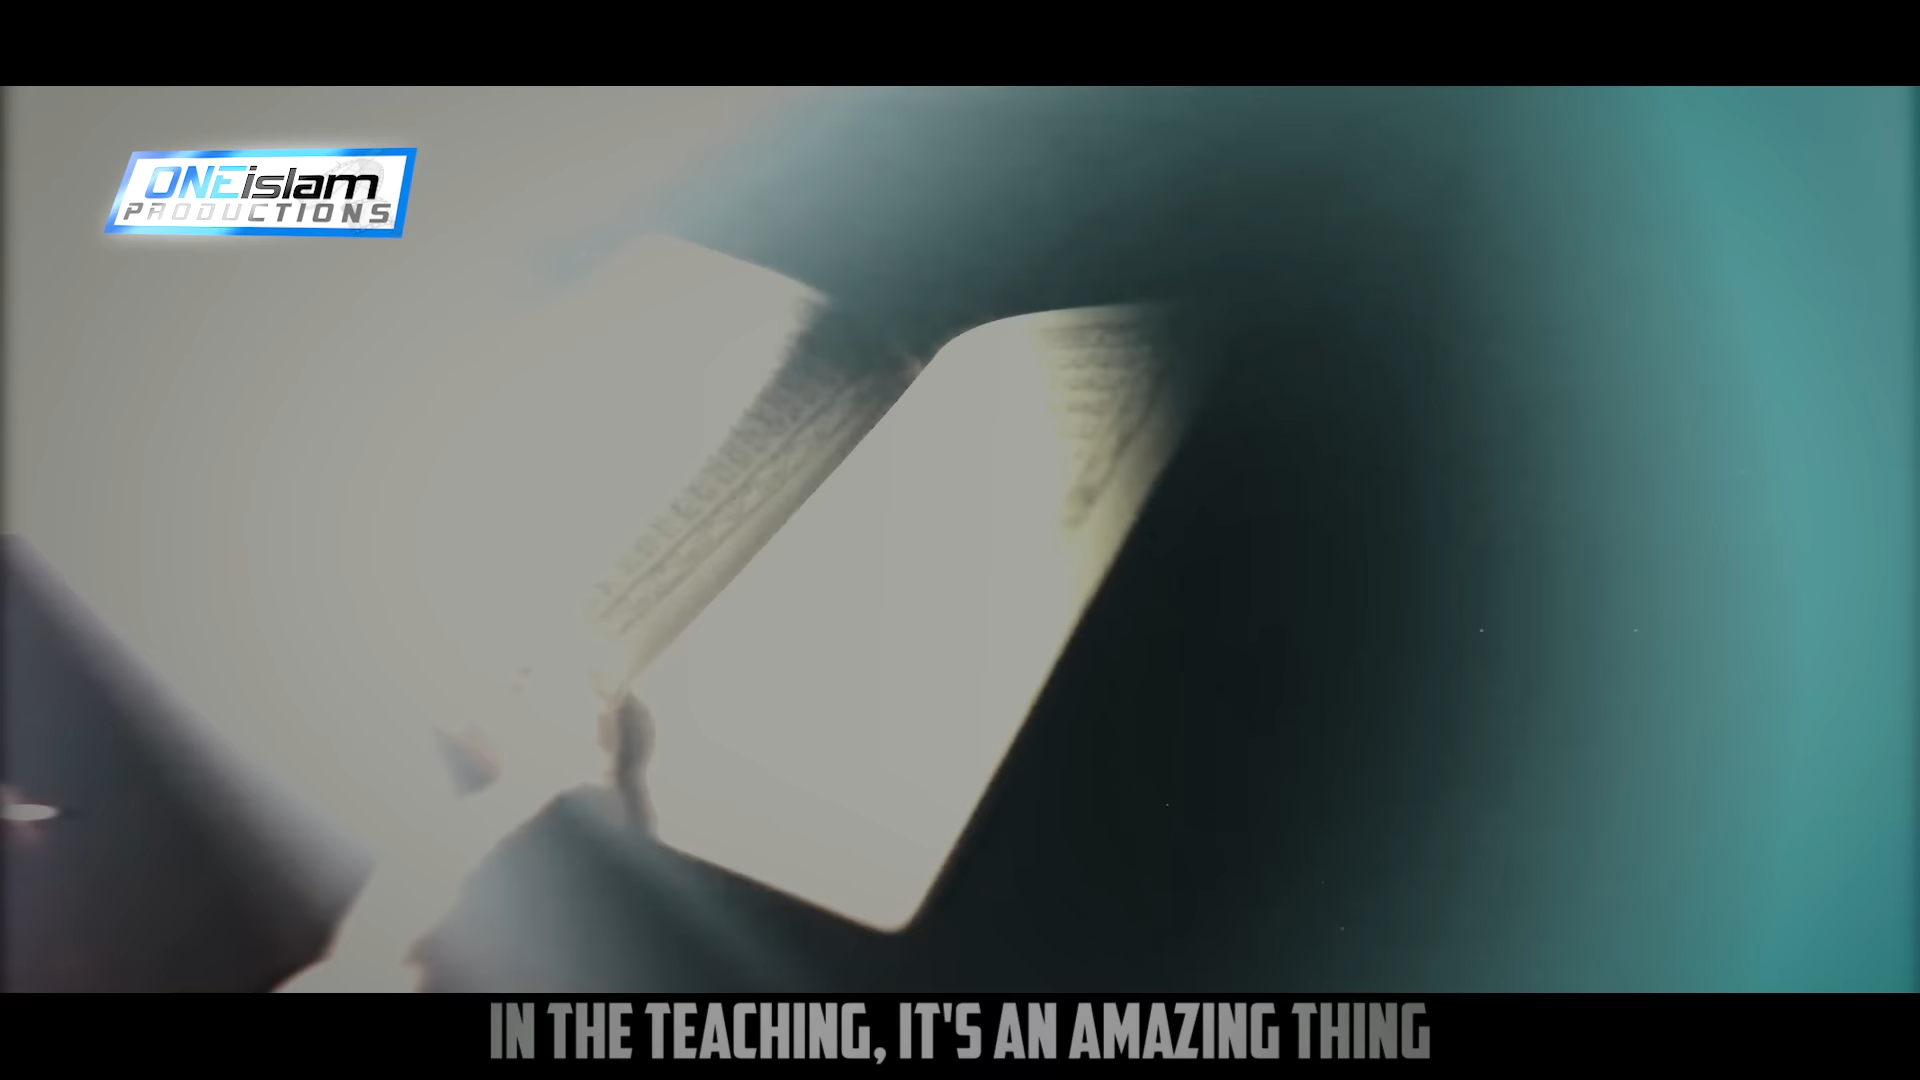 ONEislam
PRODUCTIONS
IN THE TEACHING, IT'S AN AMAZING THING